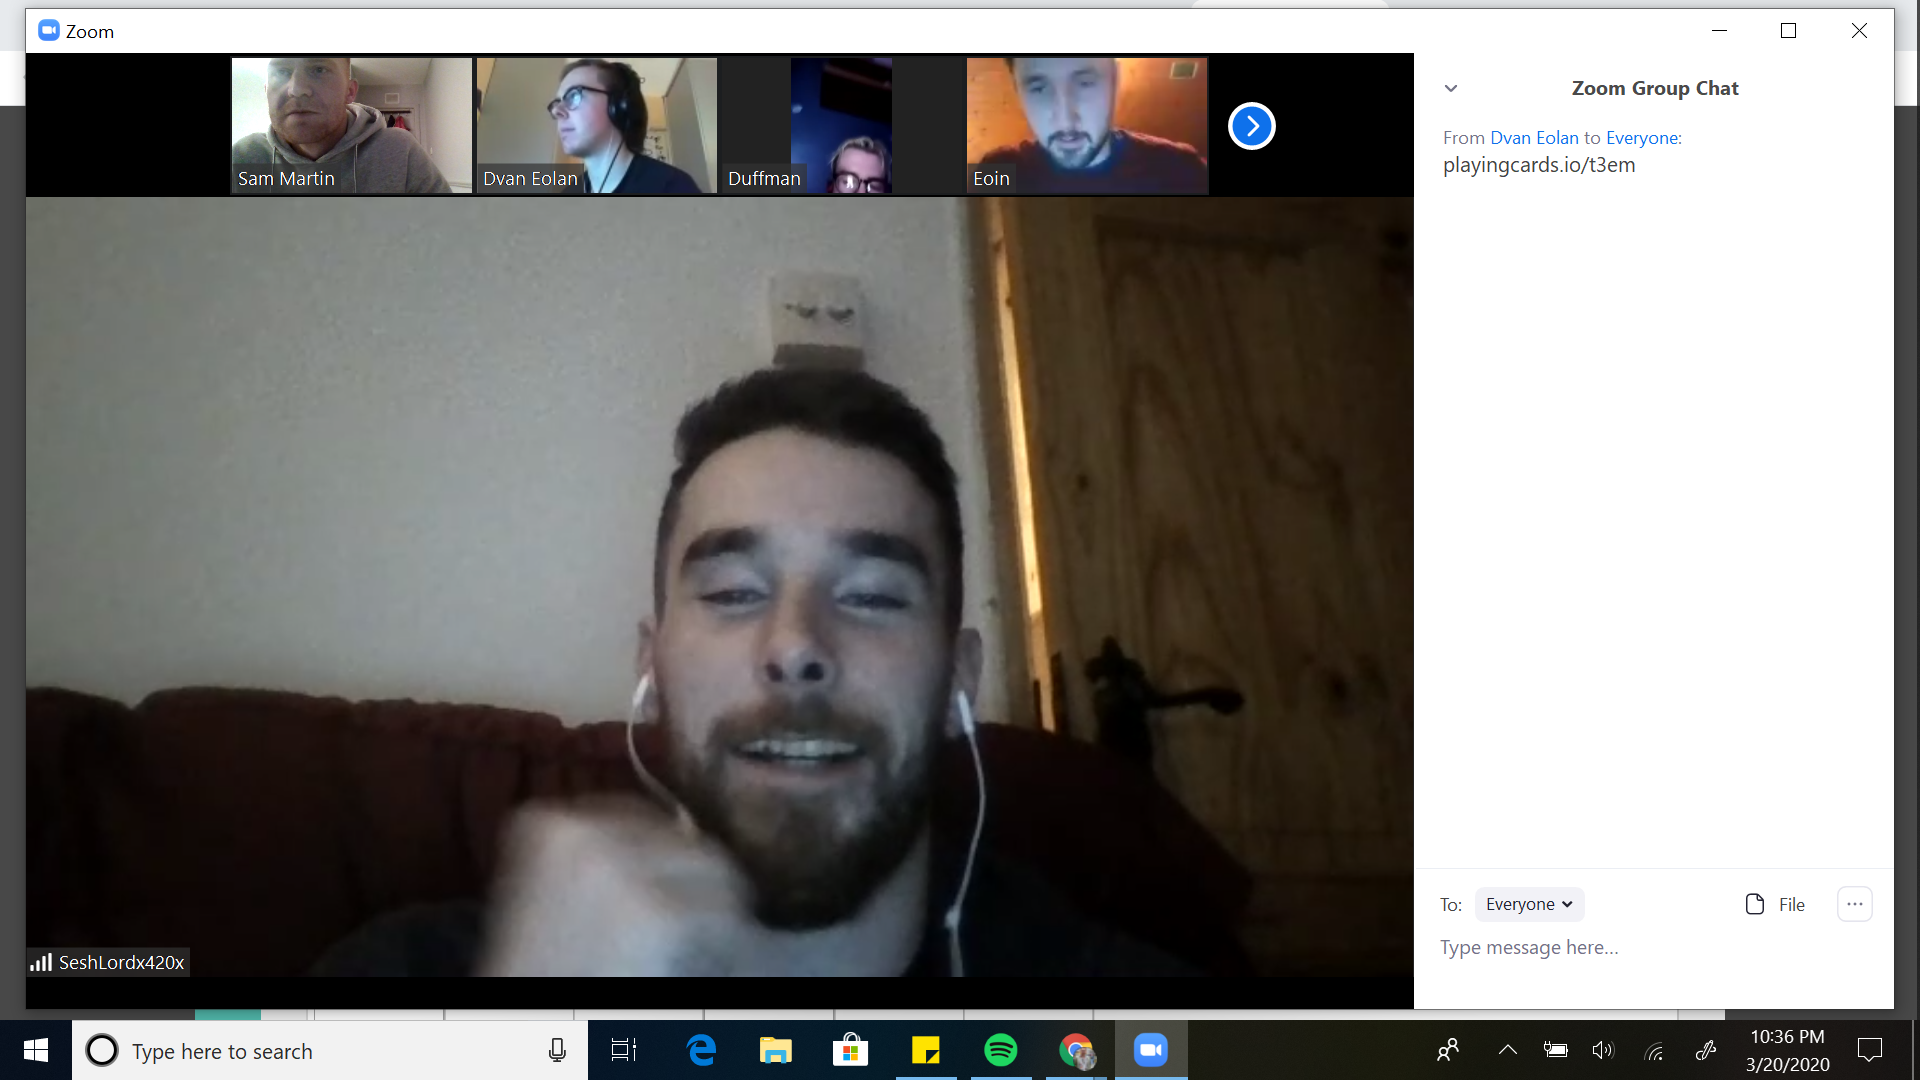 Zoom
Sam Martin
Dvan Eolan
Duffman
Eoin
SeshLordx420x
Zoom Group Chat
From Dvan Eolan to Everyone:
playingcards.io/t3em
To: Everyone
File
Type message here...
Type here to search
10:36 PM
3/20/2020